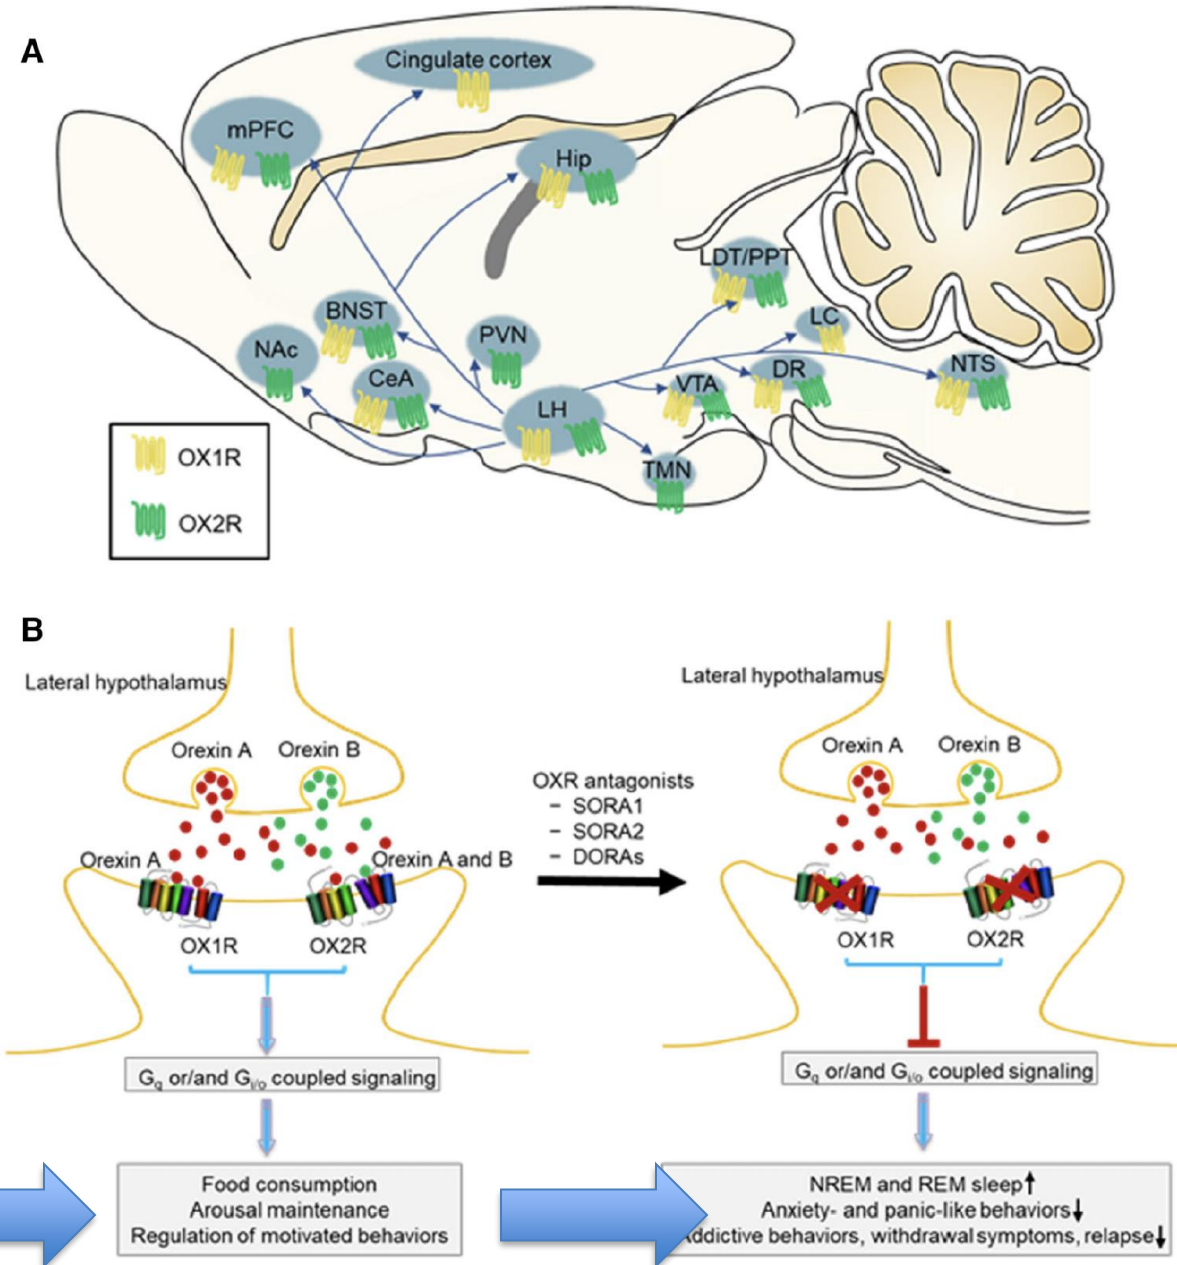 A
Cingulate cortex
mPFC
Hip
LDT/PPT
BNST
LC
PVN
NAc
NTS
DR
CeA
VTA
LH
OX1R
TMN
OX2R
B
Lateral hypothalamus
Orexin A Orexin B
Orexin A
Orexin A and B
OX1R OX2R
Gq or/and Gi/o coupled signaling
Food consumption
Arousal maintenance
Regulation of motivated behaviors
OXR antagonists
– SORA1
– SORA2
– DORAs
Lateral hypothalamus
Orexin A Orexin B
OX1R OX2R
Gq or/and Gi/o coupled signaling
NREM and REM sleep↑
Anxiety- and panic-like behaviors↓
behaviors, withdrawal symptoms, relapse↓